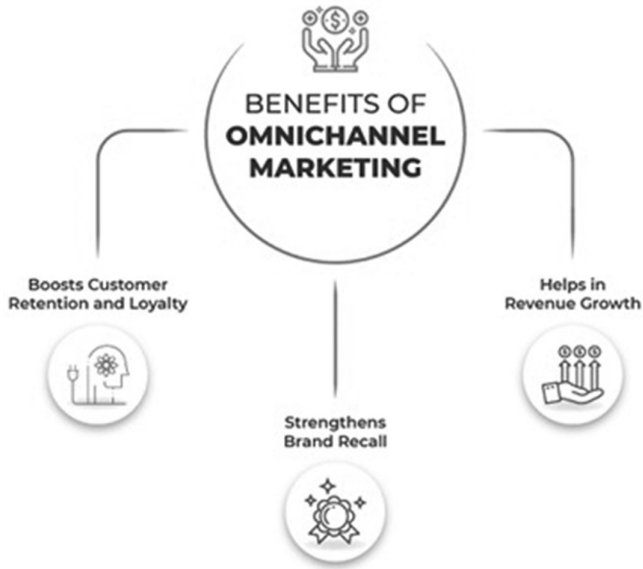 BENEFITS OF
OMNICHANNEL
MARKETING
Boosts Customer
Retention and Loyalty
Strengthens
Brand Recall
Helps in
Revenue Growth